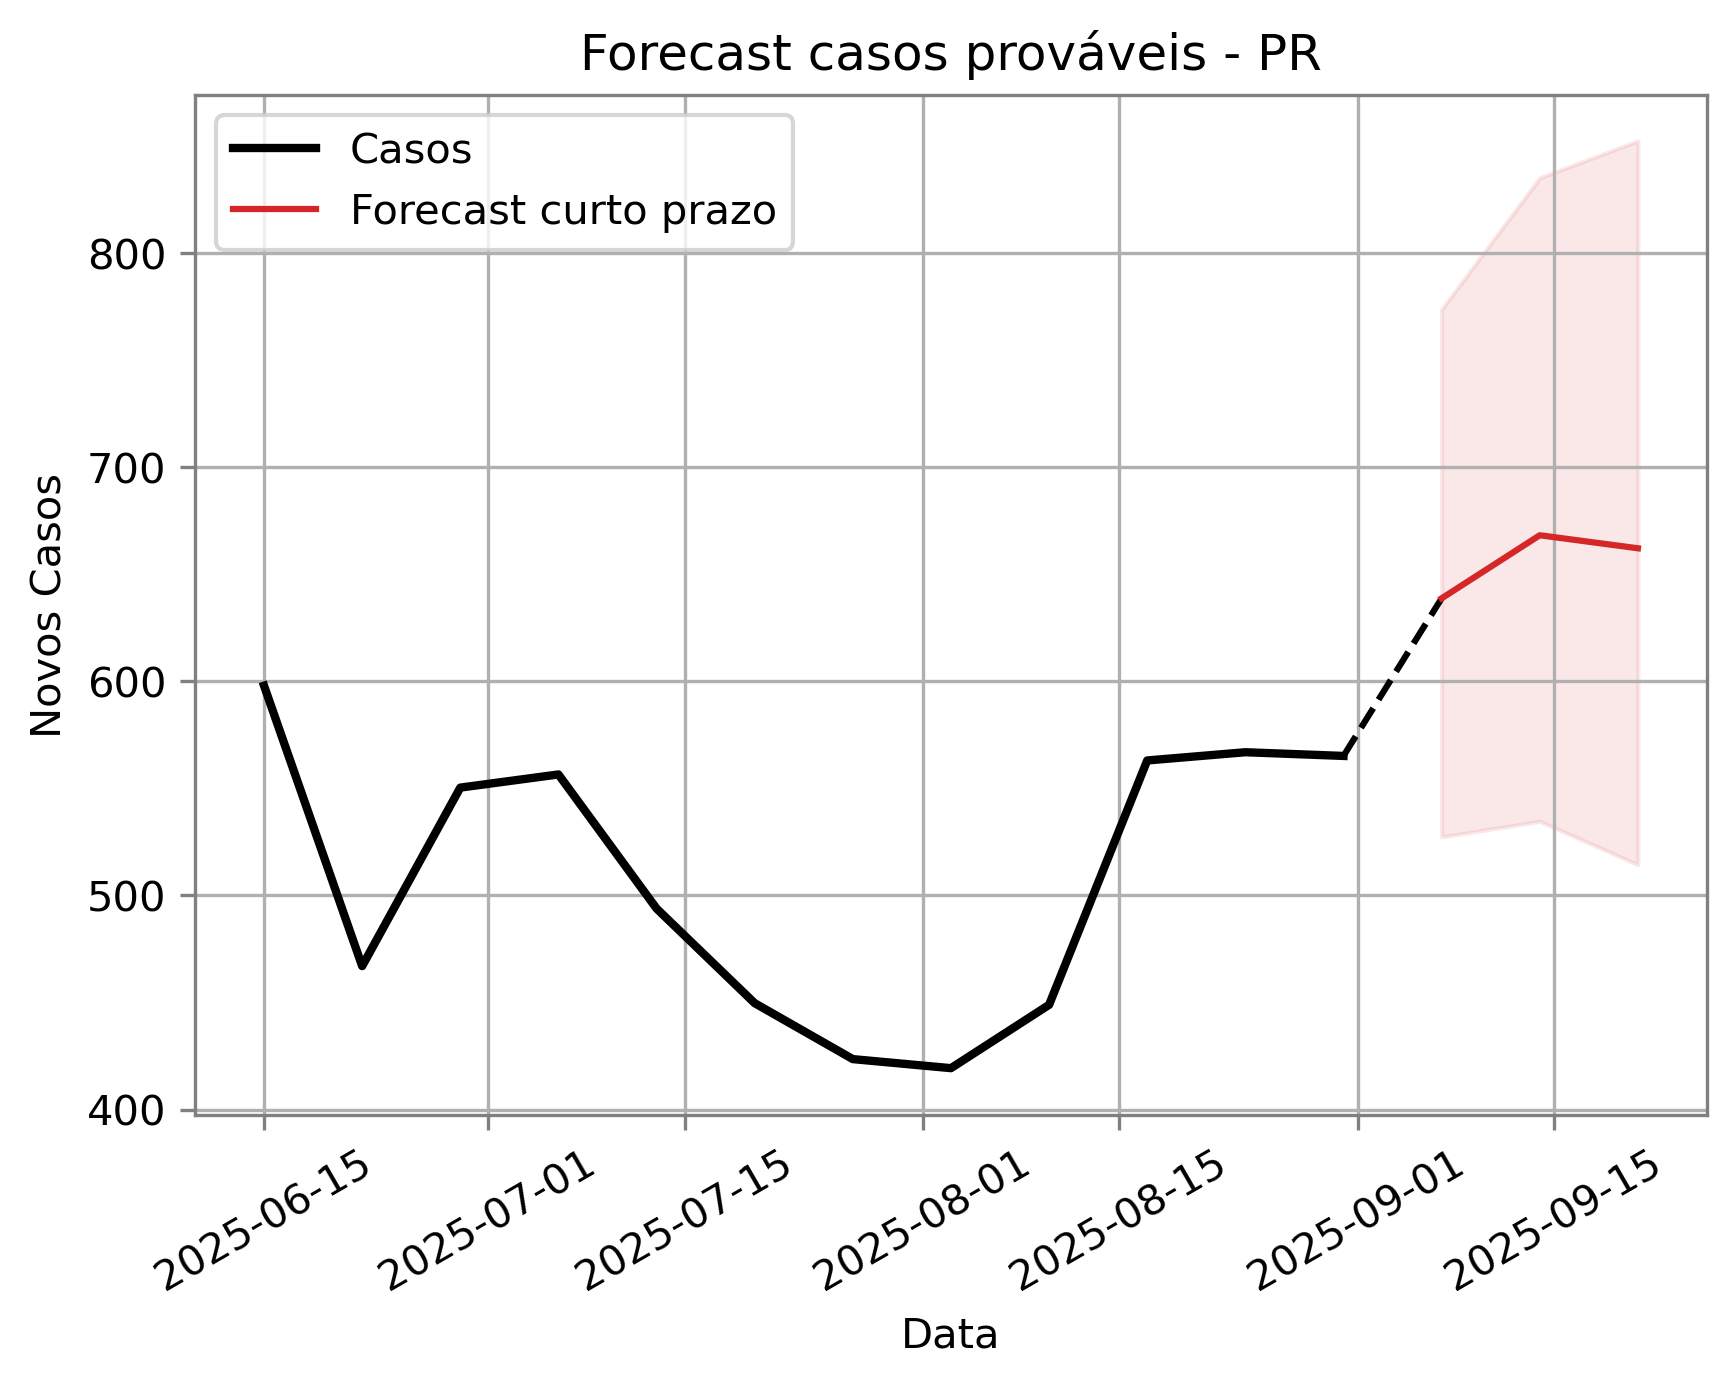 Forecast casos prováveis - PR
Casos
Forecast curto prazo
Novos Casos
800
700
600
500
400
2025-06-15
2025-07-01
2025-07-15
2025-08-01
2025-08-15
2025-09-01
2025-09-15
Data